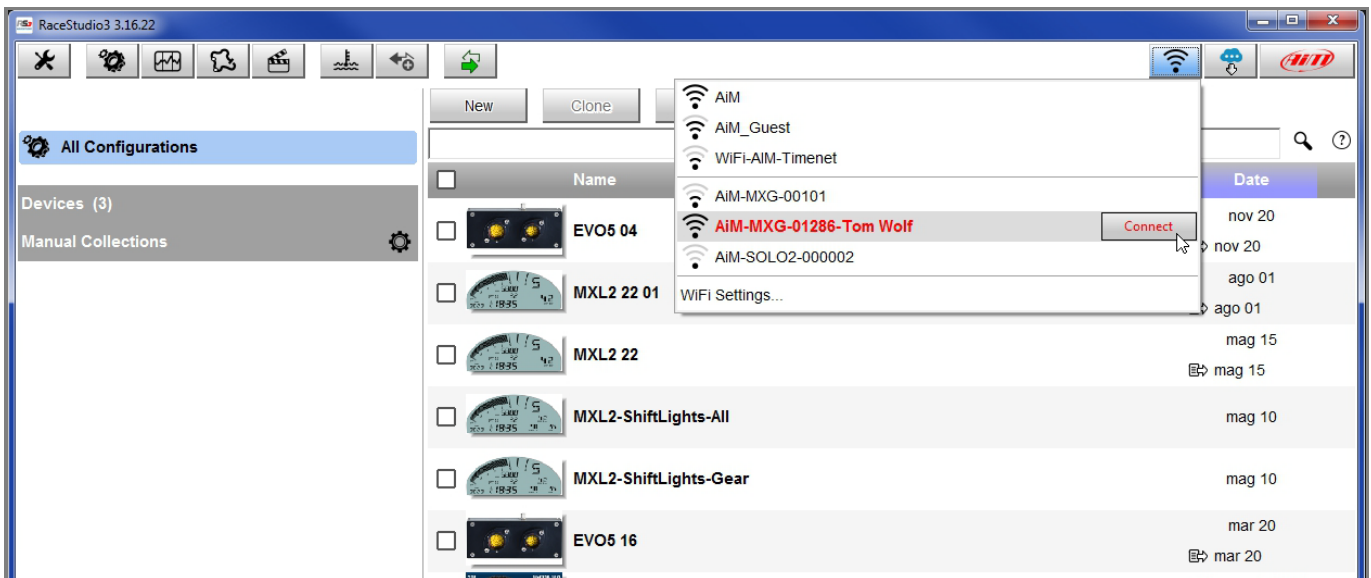 RaceStudio3 3.16.22
AiM
New
Clone
AiM
AiM_Guest
WiFi-AIM-Timenet
AiM-MXG-00101
AiM-MXG-01286-Tom Wolf
Connect
AiM-SOLO2-000002
WiFi Settings...
All Configurations
Devices (3)
Manual Collections
Name
Date
EVO5 04
nov 20
nov 20
MXL2 22 01
ago 01
ago 01
MXL2 22
mag 15
mag 15
MXL2-ShiftLights-All
mag 10
MXL2-ShiftLights-Gear
mag 10
EVO5 16
mar 20
mar 20